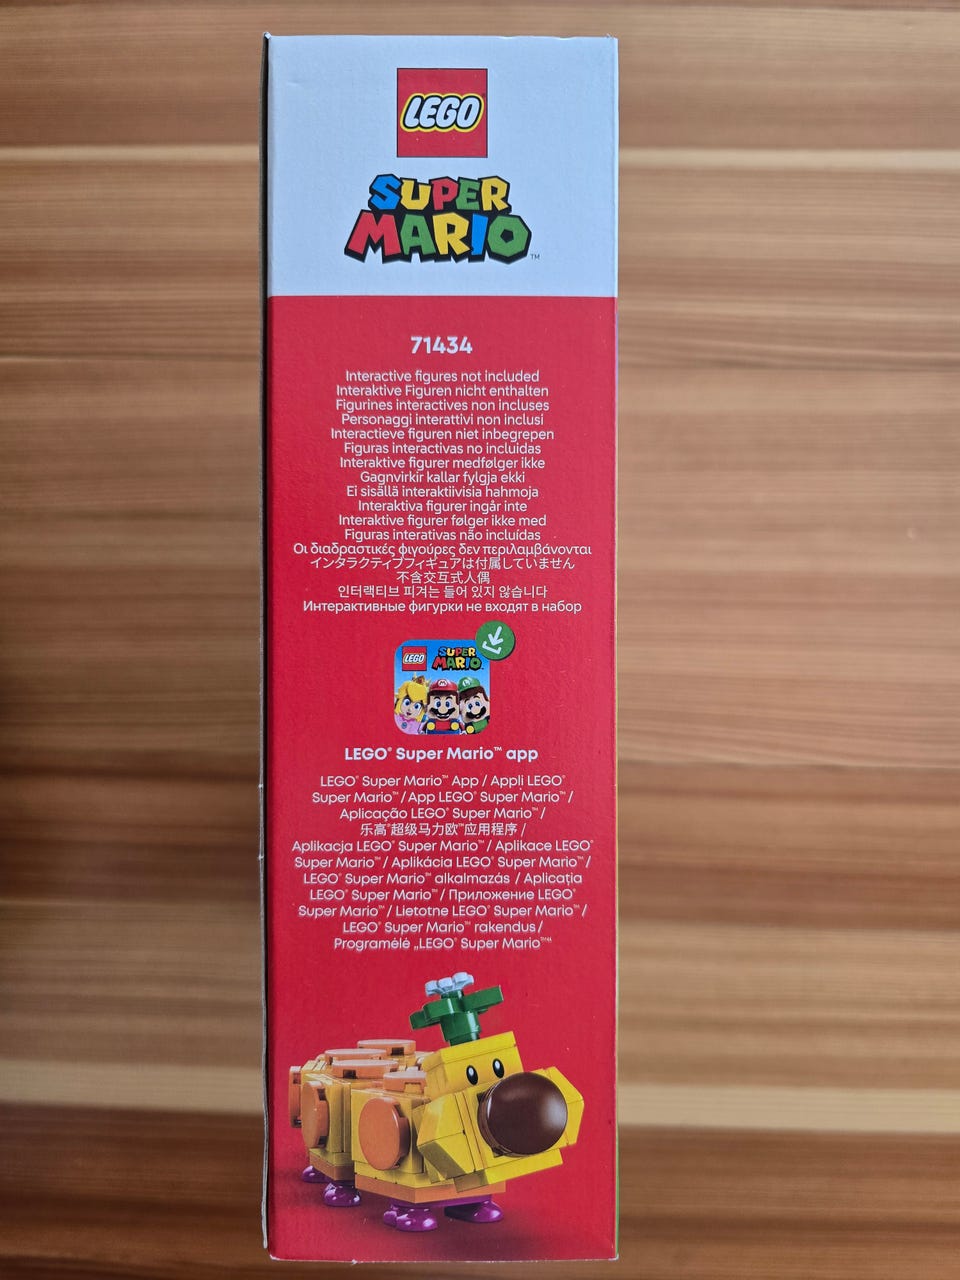 LEGO
SUPER
MARIO™
71434
Interactive figures not included
Interaktive Figuren nicht enthalten
Figurines interactives non incluses
Personaggi interattivi non inclusi
Interactieve figuren niet inbegrepen
Figuras interactivas no incluidas
Interaktive figurer medfølger ikke
Gagnvirkir kallar fylgja ekki
Ei sisällä interaktiivisia hahmoja
Interaktiva figurer ingår inte
Interaktive figurer følger ikke med
Figuras interativas não incluídas
Οι διαδραστικές φιγούρες δεν περιλαμβάνονται
インタラクティブフィギュアは付属していません
不含交互式人偶
인터랙티브 피겨는 들어 있지 않습니다
Интерактивные фигурки не входят в набор
LEGO SUPER
MARIO™
LEGO® Super Mario™ app
LEGO® Super Mario™ App / Appli LEGO®
Super Mario™ / App LEGO® Super Mario™ /
Aplicação LEGO® Super Mario™ /
乐高®超级马力欧™应用程序 /
Aplikacja LEGO® Super Mario™ / Aplikace LEGO®
Super Mario™ / Aplikácia LEGO® Super Mario™ /
LEGO® Super Mario™ alkalmazás / Aplicația
LEGO® Super Mario™ / Приложение LEGO®
Super Mario™ / Lietotne LEGO® Super Mario™ /
LEGO® Super Mario™ rakendus /
Programėlė „LEGO® Super Mario™“